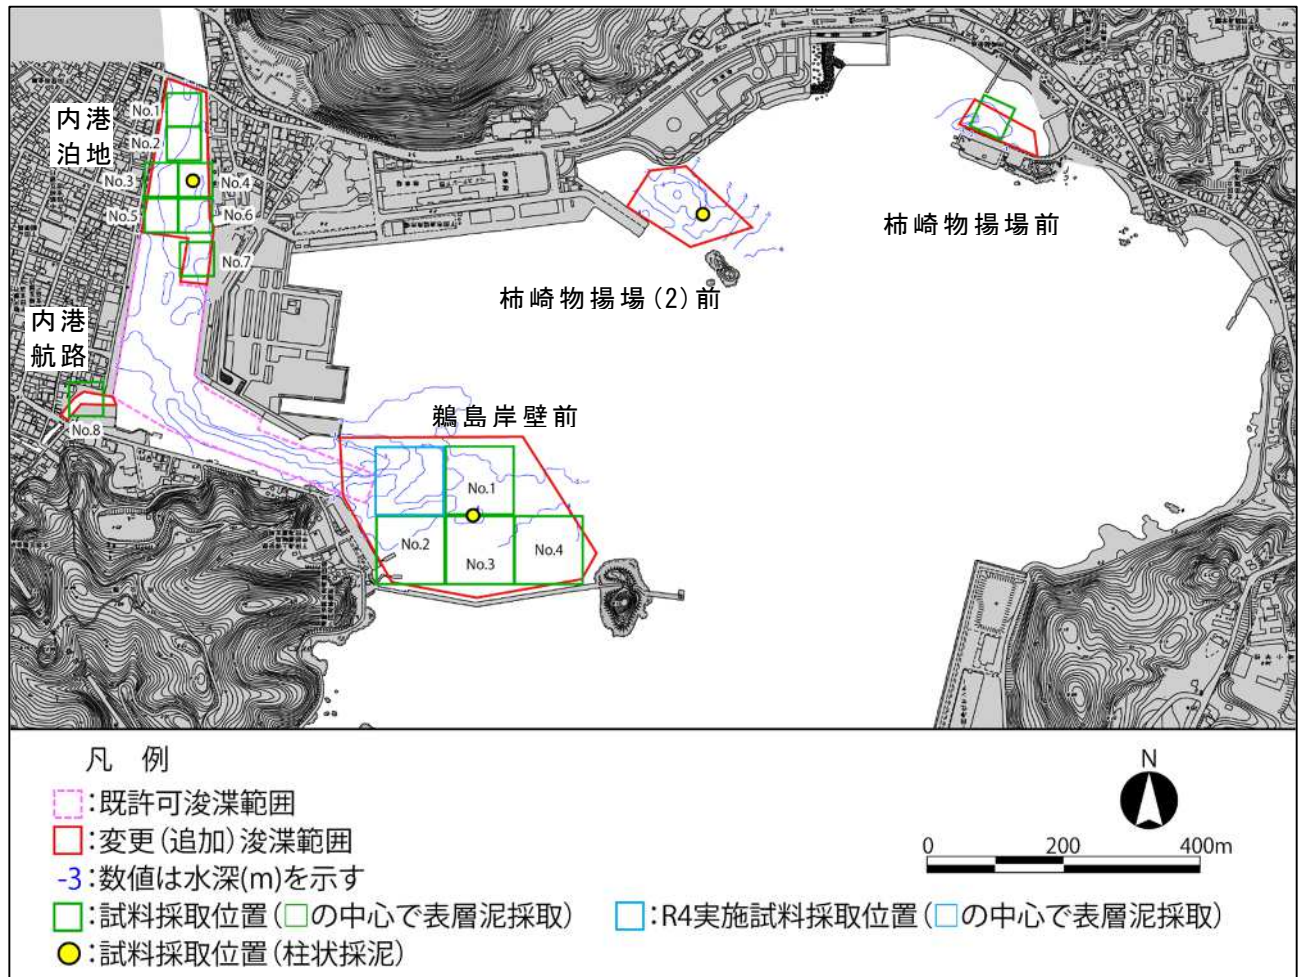 内港
泊地
No.1
No.2
No.3
No.4
No.5
No.6
No.7
内港
航路
No.8
柿崎物揚場前
柿崎物揚場(2)前
鵜島岸壁前
No.1
No.2
No.3
No.4
凡 例
:既許可浚渫範囲
:変更(追加)浚渫範囲
-3:数値は水深(m)を示す
:試料採取位置(□の中心で表層泥採取)
:R4実施試料採取位置(□の中心で表層泥採取)
:試料採取位置(柱状採泥)
N
0 200 400m